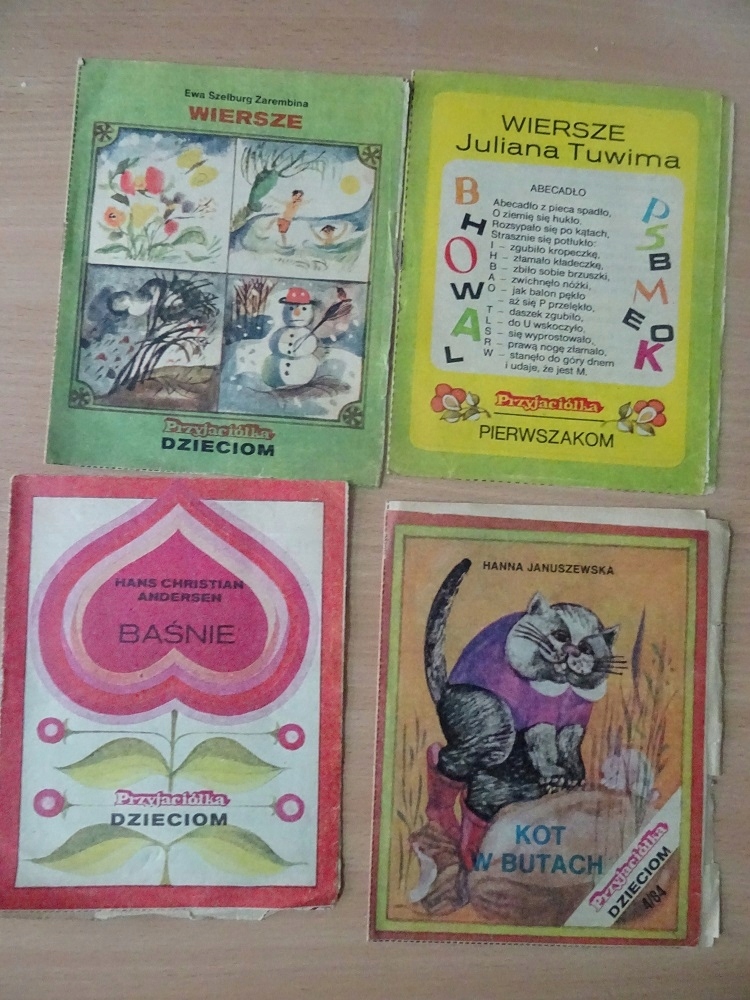 Ewa Szelburg Zarembina
WIERSZE
Przyjaciółka
DZIECIOM
WIERSZE
Juliana Tuwima
ABECADŁO
Abecadło z pieca spadło,
O ziemię się hukło,
Rozsypało się po kątach,
Strasznie się potłukło:
I – zgubiło kropeczkę,
H – złamało kładeczkę,
B – zbiło sobie brzuszki,
A – zwichnęło nóżki,
O – jak balon pękło
– aż się P przelękło,
T – daszek zgubiło,
L – do U wskoczyło,
S – się wyprostowało,
R – prawą nogę złamało,
W – stanęło do góry dnem
i udaje, że jest M.
B
H
O
W
A
L
P
S
B
M
E
O
K
Przyjaciółka
PIERWSZAKOM
HANS CHRISTIAN
ANDERSEN
BAŚNIE
Przyjaciółka
DZIECIOM
HANNA JANUSZEWSKA
KOT
W BUTACH
Przyjaciółka
DZIECIOM
4/84